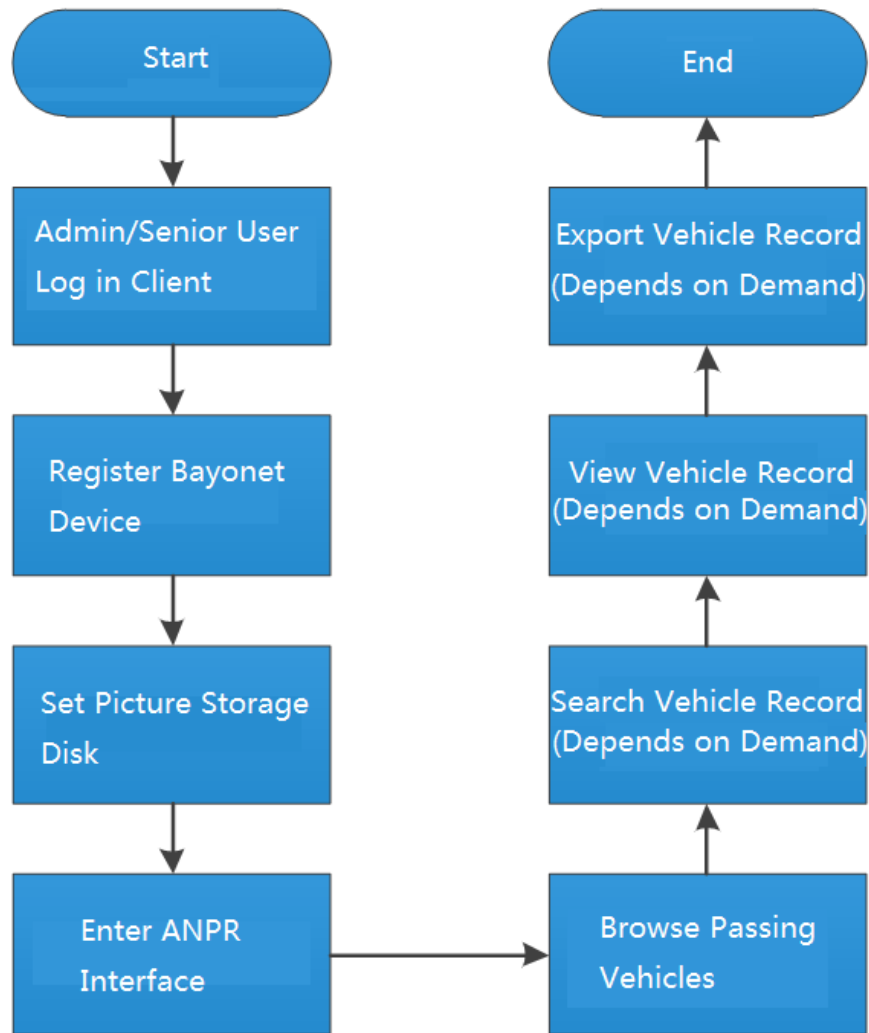 Start
Admin/Senior User
Log in Client
Register Bayonet
Device
Set Picture Storage
Disk
Enter ANPR
Interface
Browse Passing
Vehicles
Search Vehicle Record
(Depends on Demand)
View Vehicle Record
(Depends on Demand)
Export Vehicle Record
(Depends on Demand)
End